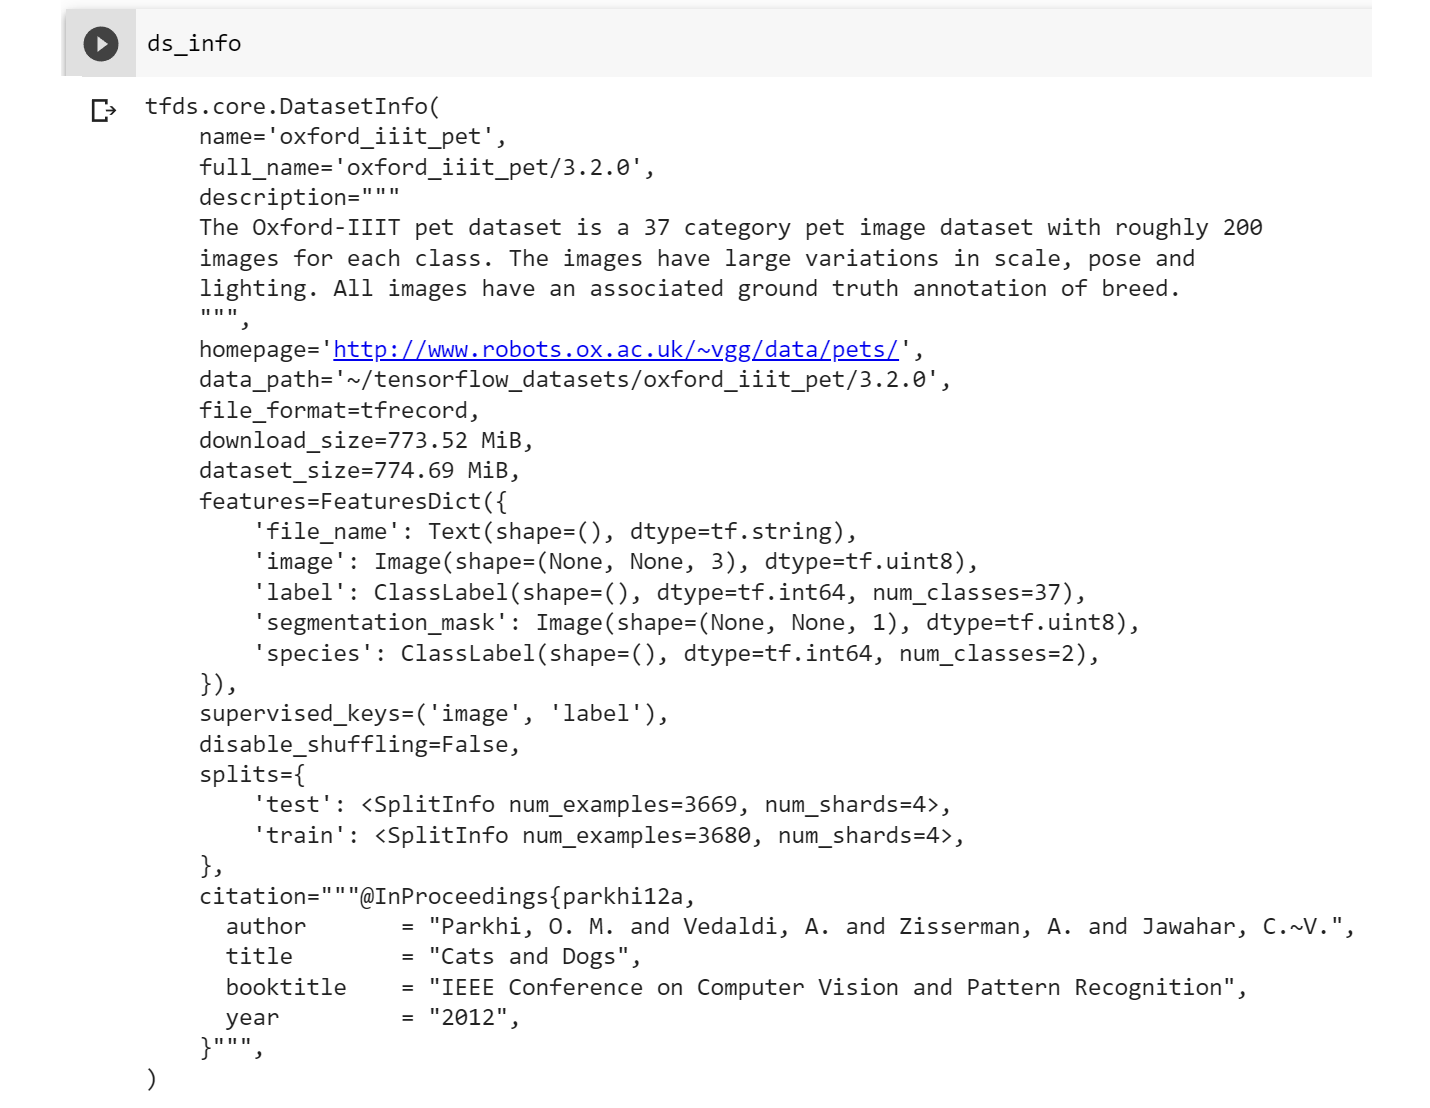 ds_info
tfds.core.DatasetInfo(
    name='oxford_iiit_pet',
    full_name='oxford_iiit_pet/3.2.0',
    description="""
    The Oxford-IIIT pet dataset is a 37 category pet image dataset with roughly 200
    images for each class. The images have large variations in scale, pose and
    lighting. All images have an associated ground truth annotation of breed.
    """,
    homepage='http://www.robots.ox.ac.uk/~vgg/data/pets/',
    data_path='~/tensorflow_datasets/oxford_iiit_pet/3.2.0',
    file_format=tfrecord,
    download_size=773.52 MiB,
    dataset_size=774.69 MiB,
    features=FeaturesDict({
        'file_name': Text(shape=(), dtype=tf.string),
        'image': Image(shape=(None, None, 3), dtype=tf.uint8),
        'label': ClassLabel(shape=(), dtype=tf.int64, num_classes=37),
        'segmentation_mask': Image(shape=(None, None, 1), dtype=tf.uint8),
        'species': ClassLabel(shape=(), dtype=tf.int64, num_classes=2),
    }),
    supervised_keys=('image', 'label'),
    disable_shuffling=False,
    splits={
        'test': <SplitInfo num_examples=3669, num_shards=4>,
        'train': <SplitInfo num_examples=3680, num_shards=4>,
    },
    citation="""@InProceedings{parkhi12a,
      author       = "Parkhi, O. M. and Vedaldi, A. and Zisserman, A. and Jawahar, C.~V.",
      title        = "Cats and Dogs",
      booktitle    = "IEEE Conference on Computer Vision and Pattern Recognition",
      year         = "2012",
    }""",
)